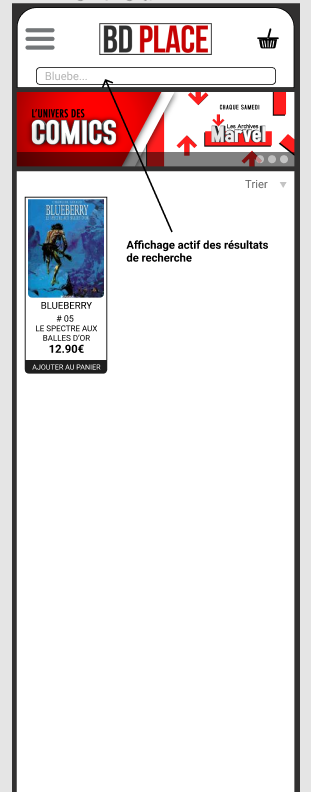 BD PLACE
Bluebe...
L'UNIVERS DES
COMICS
CHAQUE SAMEDI
Les Archives
Marvel
Trier
BLUEBERRY
Affichage actif des résultats
de recherche
BLUEBERRY
# 05
LE SPECTRE AUX
BALLES D'OR
12.90€
AJOUTER AU PANIER